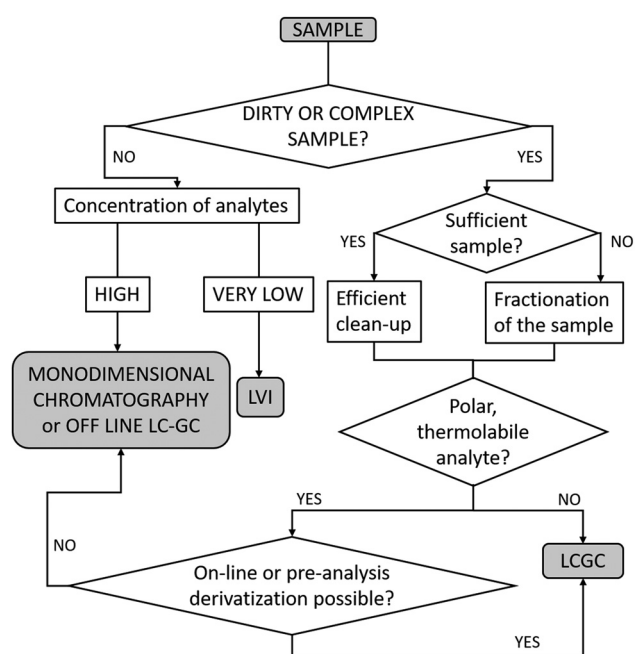 SAMPLE
DIRTY OR COMPLEX
SAMPLE?
NO
YES
Concentration of analytes
Sufficient
sample?
YES
NO
HIGH
VERY LOW
Efficient
clean-up
Fractionation
of the sample
MONODIMENSIONAL
CHROMATOGRAPHY
or OFF LINE LC-GC
LVI
Polar,
thermolabile
analyte?
YES
NO
NO
On-line or pre-analysis
derivatization possible?
LCGC
YES